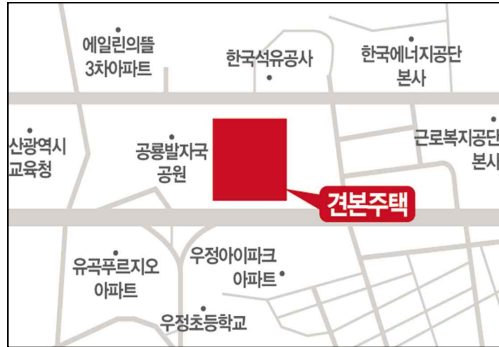 에일린의뜰
3차아파트
한국석유공사
한국에너지공단
본사
산광역시
교육청
공룡발자국
공원
근로복지공단
본사
견본주택
유곡푸르지오
아파트
우정아이파크
아파트
우정초등학교